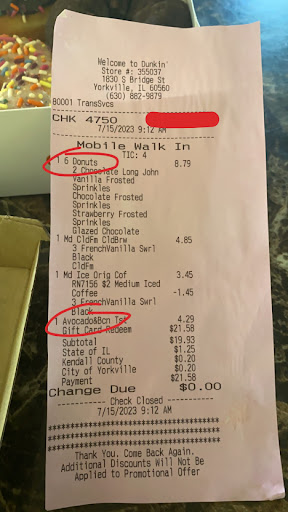 Welcome to Dunkin'
Store #: 355037
1830 S Bridge St
Yorkville, IL 60560
(630) 882-9879
80001 TransSvcs
CHK 4750
7/15/2023 9:12 AM
Mobile Walk In
TIC: 4
1 6 Donuts 8.79
2 Chocolate Long John
Vanilla Frosted
Sprinkles
Chocolate Frosted
Sprinkles
Strawberry Frosted
Sprinkles
Glazed Chocolate
1 Md CldFm CldBrw 4.85
3 FrenchVanilla Swrl
Black
CldFm
1 Md Ice Orig Cof 3.45
RN7156 $2 Medium Iced
Coffee -1.45
3 FrenchVanilla Swrl
Black
1 Avocado&Bcn Tst 4.29
Gift Card Redeem $21.58
Subtotal $19.93
State of IL $1.25
Kendall County $0.20
City of Yorkville $0.20
Payment $21.58
Change Due $0.00
---------- Check Closed ----------
7/15/2023 9:12 AM
Thank You. Come Back Again.
Additional Discounts Will Not Be
Applied to Promotional Offer